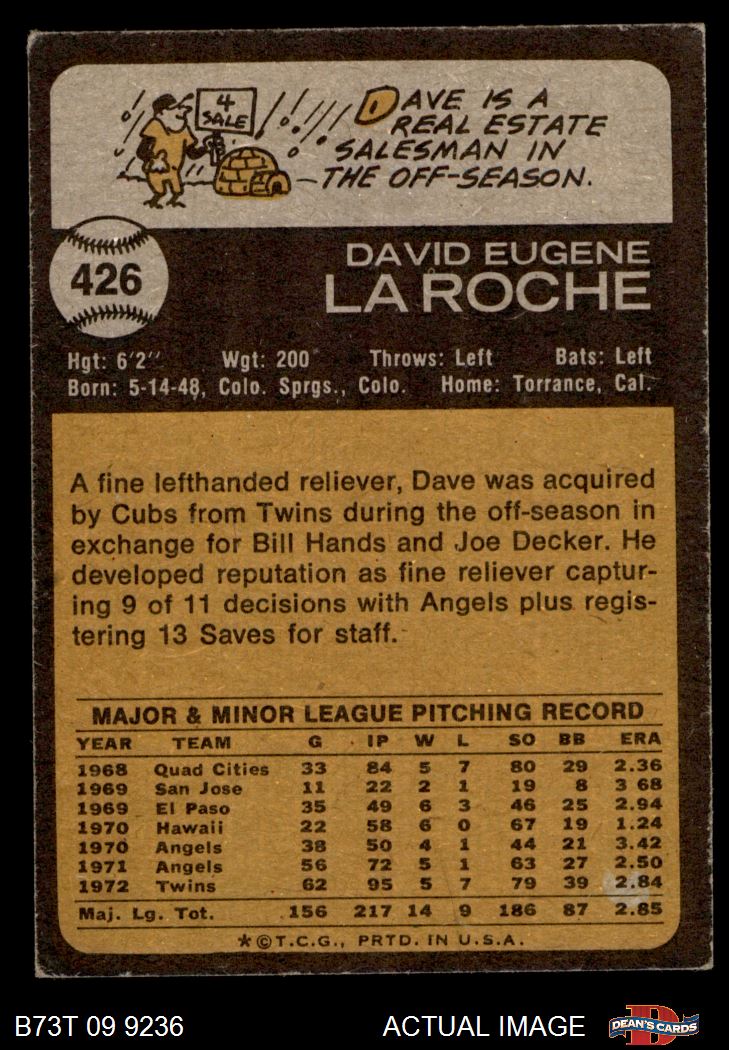 4
SALE
DAVE IS A
REAL ESTATE
SALESMAN IN
THE OFF-SEASON.
426
DAVID EUGENE
LA ROCHE
Hgt: 6'2" Wgt: 200 Throws: Left Bats: Left
Born: 5-14-48, Colo. Sprgs., Colo. Home: Torrance, Cal.
A fine lefthanded reliever, Dave was acquired
by Cubs from Twins during the off-season in
exchange for Bill Hands and Joe Decker. He
developed reputation as fine reliever captur-
ing 9 of 11 decisions with Angels plus regis-
tering 13 Saves for staff.
MAJOR & MINOR LEAGUE PITCHING RECORD
YEAR TEAM G IP W L SO BB ERA
1968 Quad Cities 33 84 5 7 80 29 2.36
1969 San Jose 11 22 2 1 19 8 3 68
1969 El Paso 35 49 6 3 46 25 2.94
1970 Hawaii 22 58 6 0 67 19 1.24
1970 Angels 38 50 4 1 44 21 3.42
1971 Angels 56 72 5 1 63 27 2.50
1972 Twins 62 95 5 7 79 39 2.84
Maj. Lg. Tot. 156 217 14 9 186 87 2.85
*©T.C.G., PRTD. IN U.S.A.
B73T 09 9236 ACTUAL IMAGE
D
DEAN'S CARDS